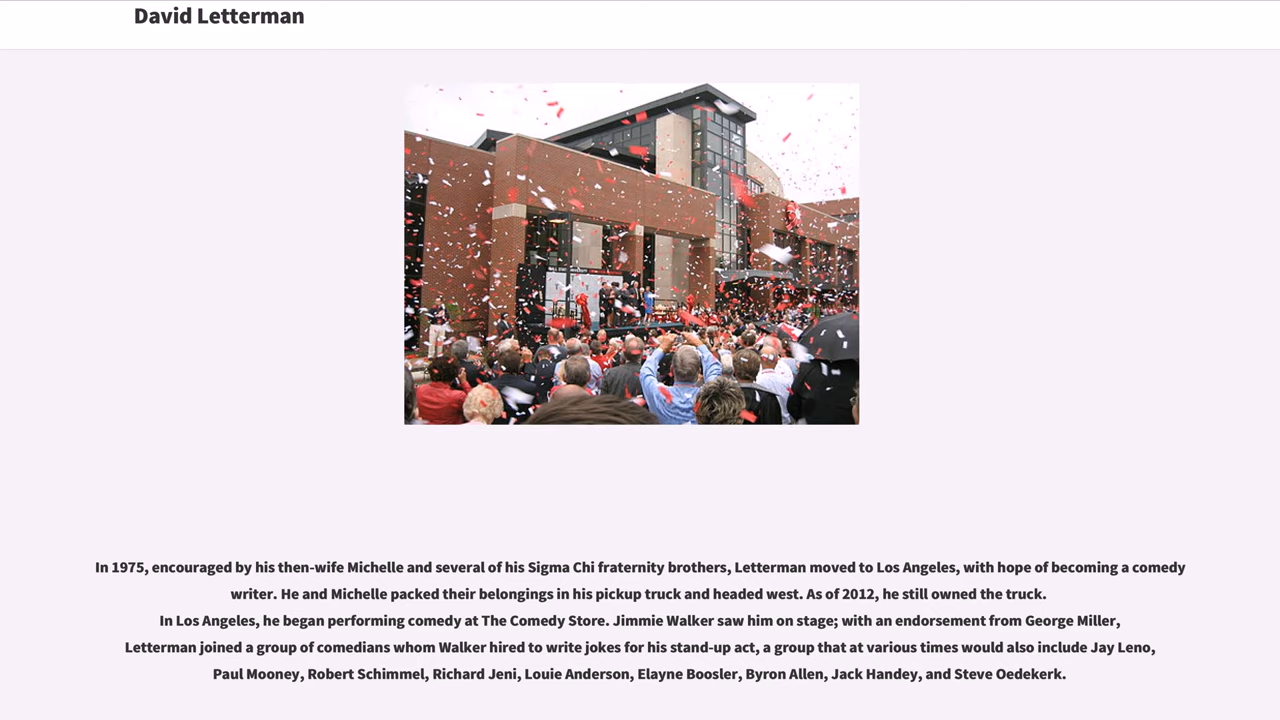 David Letterman
In 1975, encouraged by his then-wife Michelle and several of his Sigma Chi fraternity brothers, Letterman moved to Los Angeles, with hope of becoming a comedy
writer. He and Michelle packed their belongings in his pickup truck and headed west. As of 2012, he still owned the truck.
In Los Angeles, he began performing comedy at The Comedy Store. Jimmie Walker saw him on stage; with an endorsement from George Miller,
Letterman joined a group of comedians whom Walker hired to write jokes for his stand-up act, a group that at various times would also include Jay Leno,
Paul Mooney, Robert Schimmel, Richard Jeni, Louie Anderson, Elayne Boosler, Byron Allen, Jack Handey, and Steve Oedekerk.